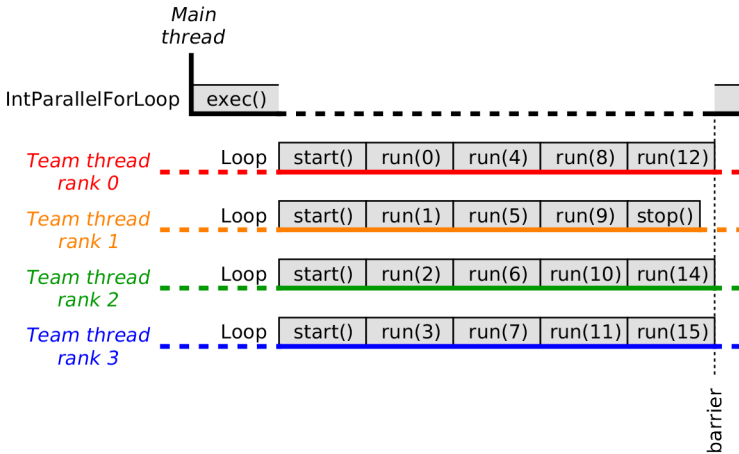 Main
thread
IntParallelForLoop exec()
Team thread
rank 0
Loop start() run(0) run(4) run(8) run(12)
Team thread
rank 1
Loop start() run(1) run(5) run(9) stop()
Team thread
rank 2
Loop start() run(2) run(6) run(10) run(14)
Team thread
rank 3
Loop start() run(3) run(7) run(11) run(15)
barrier